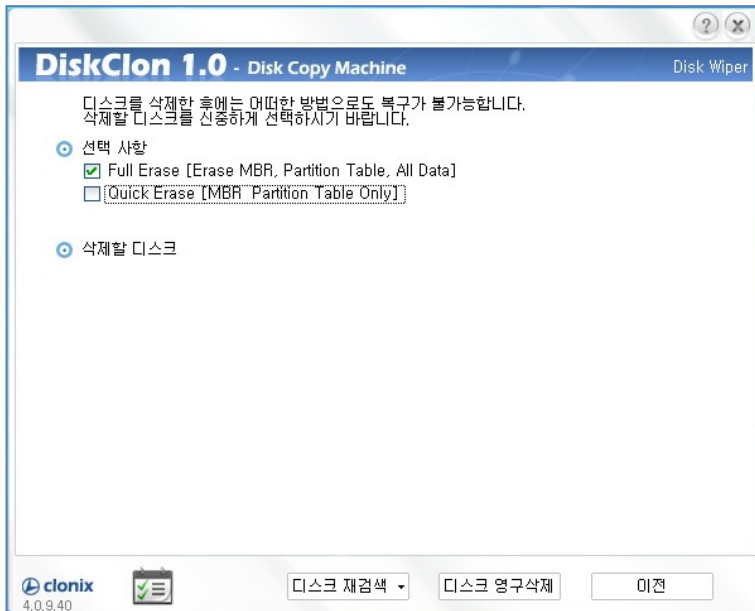 DiskClon 1.0 - Disk Copy Machine
Disk Wiper
디스크를 삭제한 후에는 어떠한 방법으로도 복구가 불가능합니다.
삭제할 디스크를 신중하게 선택하시기 바랍니다.
선택 사항
Full Erase [Erase MBR, Partition Table, All Data]
Quick Erase [MBR Partition Table Only]
삭제할 디스크
clonix
4.0.9.40
디스크 재검색
디스크 영구삭제
이전